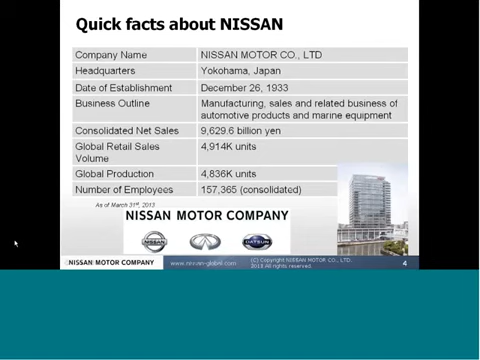 Quick facts about NISSAN
Company Name NISSAN MOTOR CO., LTD
Headquarters Yokohama, Japan
Date of Establishment December 26, 1933
Business Outline Manufacturing, sales and related business of
automotive products and marine equipment
Consolidated Net Sales 9,629.6 billion yen
Global Retail Sales 4,914K units
Volume
Global Production 4,836K units
Number of Employees 157,365 (consolidated)
As of March 31st, 2013
NISSAN MOTOR COMPANY
NISSAN
DATSUN
NISSAN MOTOR COMPANY
www.nissan-global.com
(C) Copyright NISSAN MOTOR CO., LTD.
2013 All rights reserved.
4